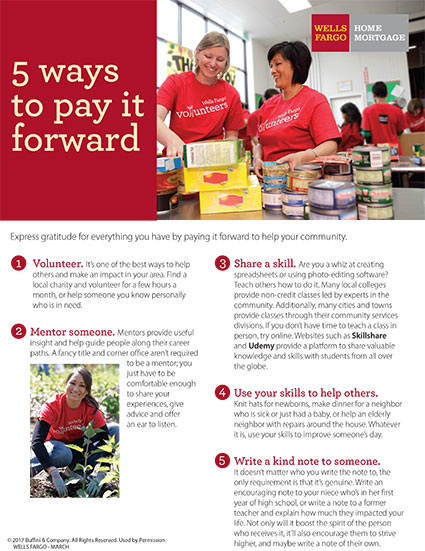 WELLS
FARGO
HOME
MORTGAGE
5 ways
to pay it
forward
Wells Fargo
Volunteers
Wells Fargo
volunteers
Express gratitude for everything you have by paying it forward to help your community.
1 Volunteer. It's one of the best ways to help
others and make an impact in your area. Find a
local charity and volunteer for a few hours a
month, or help someone you know personally
who is in need.
2 Mentor someone. Mentors provide useful
insight and help guide people along their career
paths. A fancy title and corner office aren't required
to be a mentor; you
just have to be
comfortable enough
to share your
experiences, give
advice and offer
an ear to listen.
3 Share a skill. Are you a whiz at creating
spreadsheets or using photo-editing software?
Teach others how to do it. Many local colleges
provide non-credit classes led by experts in the
community. Additionally, many cities and towns
provide classes through their community services
divisions. If you don't have time to teach a class in
person, try online. Websites such as Skillshare
and Udemy provide a platform to share valuable
knowledge and skills with students from all over
the globe.
4 Use your skills to help others.
Knit hats for newborns, make dinner for a neighbor
who is sick or just had a baby, or help an elderly
neighbor with repairs around the house. Whatever
it is, use your skills to improve someone's day.
5 Write a kind note to someone.
It doesn't matter who you write the note to, the
only requirement is that it's genuine. Write an
encouraging note to your niece who's in her first
year of high school, or write a note to a former
teacher and explain how much they impacted your
life. Not only will it boost the spirit of the person
who receives it, it'll also encourage them to strive
higher, and maybe write a note of their own.
© 2017 Buffini & Company. All Rights Reserved. Used by Permission.
WELLS FARGO - MARCH